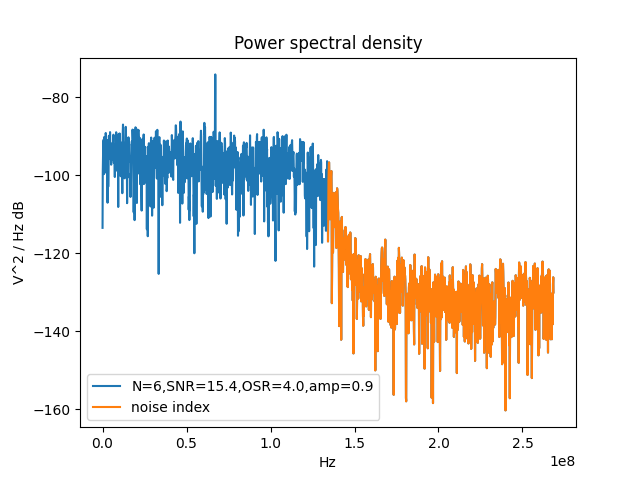 Power spectral density
V^2 / Hz dB
−80
−100
−120
−140
−160
N=6,SNR=15.4,OSR=4.0,amp=0.9
noise index
0.0 0.5 1.0 1.5 2.0 2.5
1e8
Hz